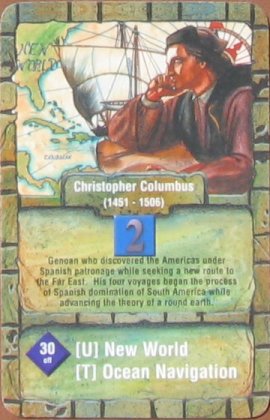 NEW
WORLD
Christopher Columbus
(1451 - 1506)
2
Genoan who discovered the Americas under
Spanish patronage while seeking a new route to
the Far East. His four voyages began the process
of Spanish domination of South America while
advancing the theory of a round earth.
30
off
[U] New World
[T] Ocean Navigation